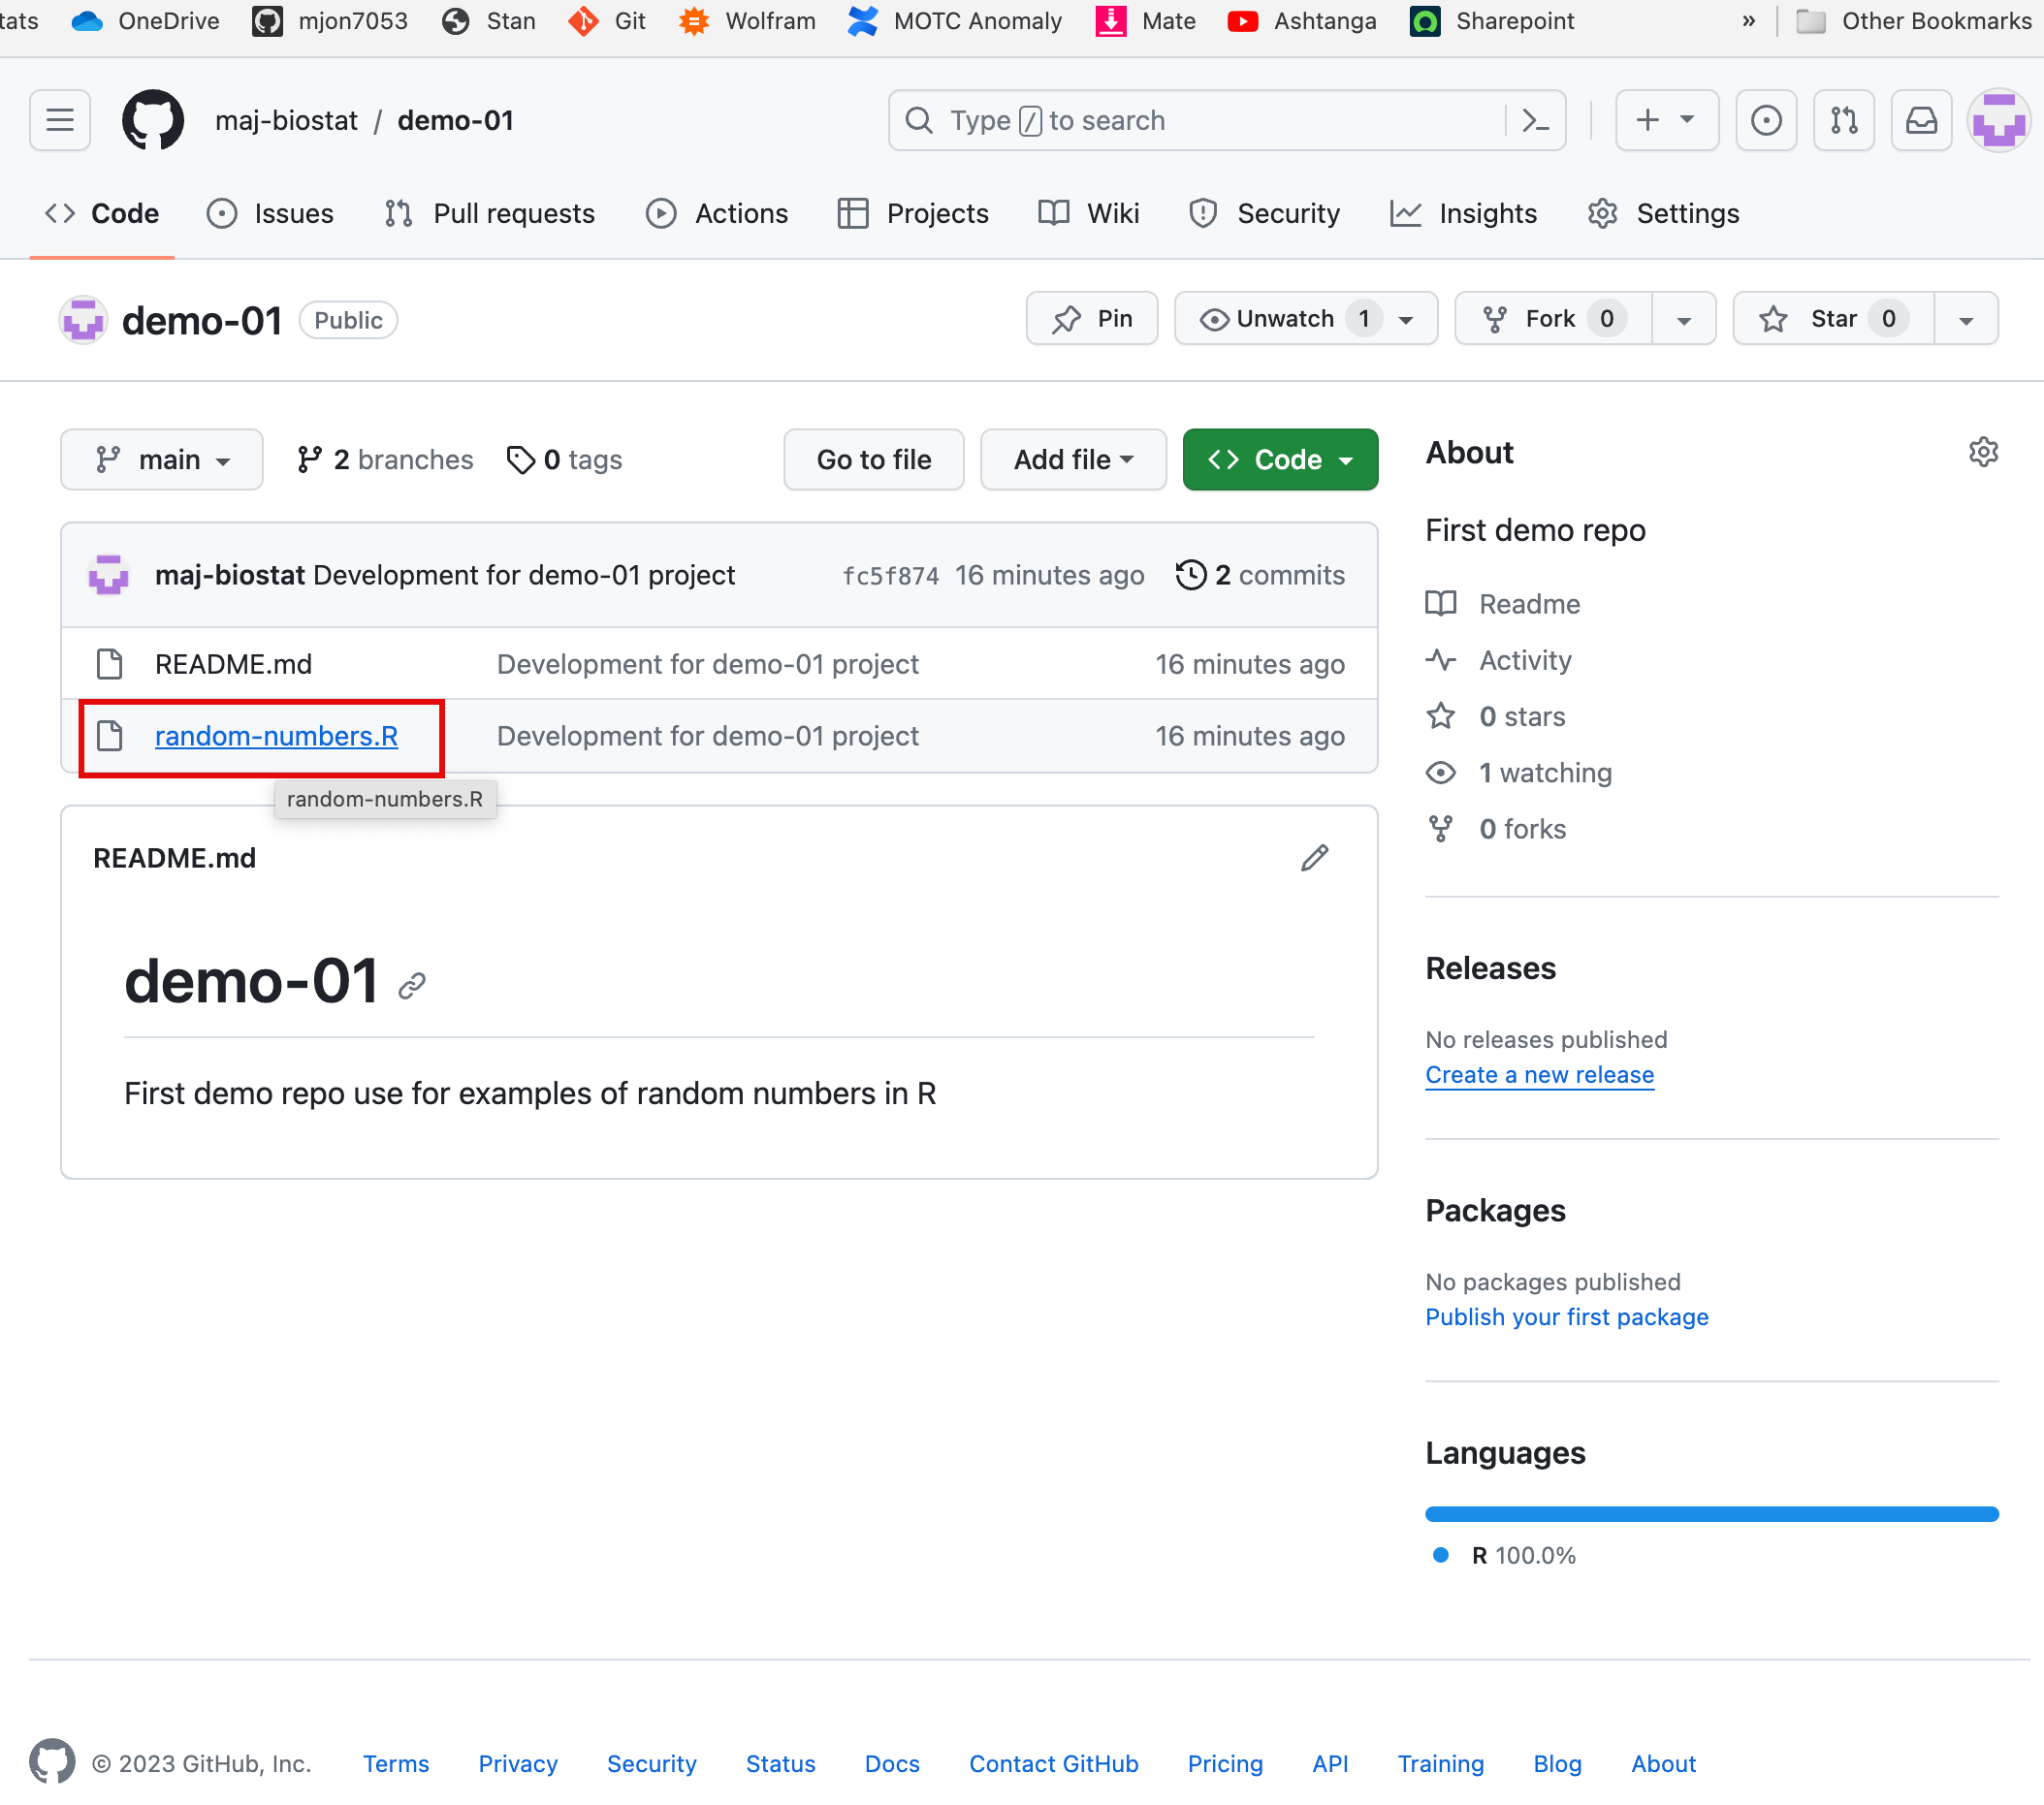 tats OneDrive mjon7053 Stan Git Wolfram MOTC Anomaly Mate Ashtanga Sharepoint » Other Bookmarks
maj-biostat / demo-01 Type / to search
Code Issues Pull requests Actions Projects Wiki Security Insights Settings
demo-01 Public Pin Unwatch 1 Fork 0 Star 0
main 2 branches 0 tags Go to file Add file Code
About
First demo repo
maj-biostat Development for demo-01 project fc5f874 16 minutes ago 2 commits
README.md Development for demo-01 project 16 minutes ago
random-numbers.R Development for demo-01 project 16 minutes ago
random-numbers.R
Readme
Activity
0 stars
1 watching
0 forks
README.md
demo-01
First demo repo use for examples of random numbers in R
Releases
No releases published
Create a new release
Packages
No packages published
Publish your first package
Languages
R 100.0%
© 2023 GitHub, Inc. Terms Privacy Security Status Docs Contact GitHub Pricing API Training Blog About